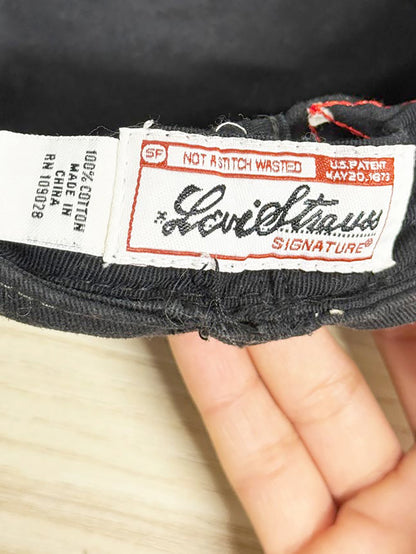 100% COTTON
MADE IN
CHINA
RN 109028
SF NOT A STITCH WASTED U.S. PATENT
MAY 20, 1873
Levi Strauss
SIGNATURE®